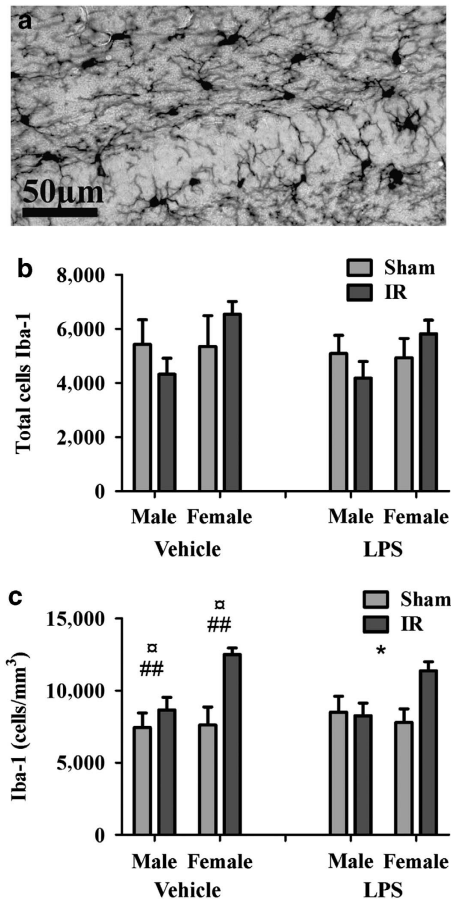 a
50µm
b
8,000
6,000
4,000
2,000
0
Total cells Iba-1
Sham
IR
Male Female Male Female
Vehicle LPS
c
15,000
10,000
5,000
0
Iba-1 (cells/mm³)
Sham
IR
¤
##
¤
##
*
Male Female Male Female
Vehicle LPS